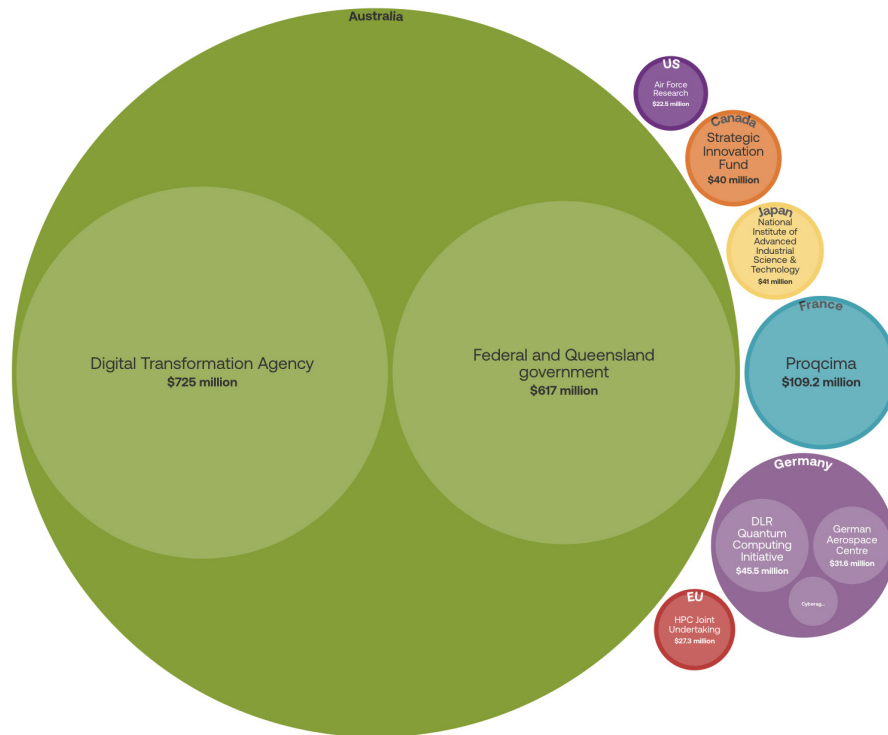 Australia
Digital Transformation Agency
$725 million
Federal and Queensland
government
$617 million
US
Air Force
Research
$22.5 million
Canada
Strategic
Innovation
Fund
$40 million
Japan
National
Institute of
Advanced
Industrial
Science &
Technology
$41 million
France
Proqcima
$109.2 million
Germany
DLR
Quantum
Computing
Initiative
$45.5 million
German
Aerospace
Centre
$31.6 million
Cyberag...
EU
HPC Joint
Undertaking
$27.3 million